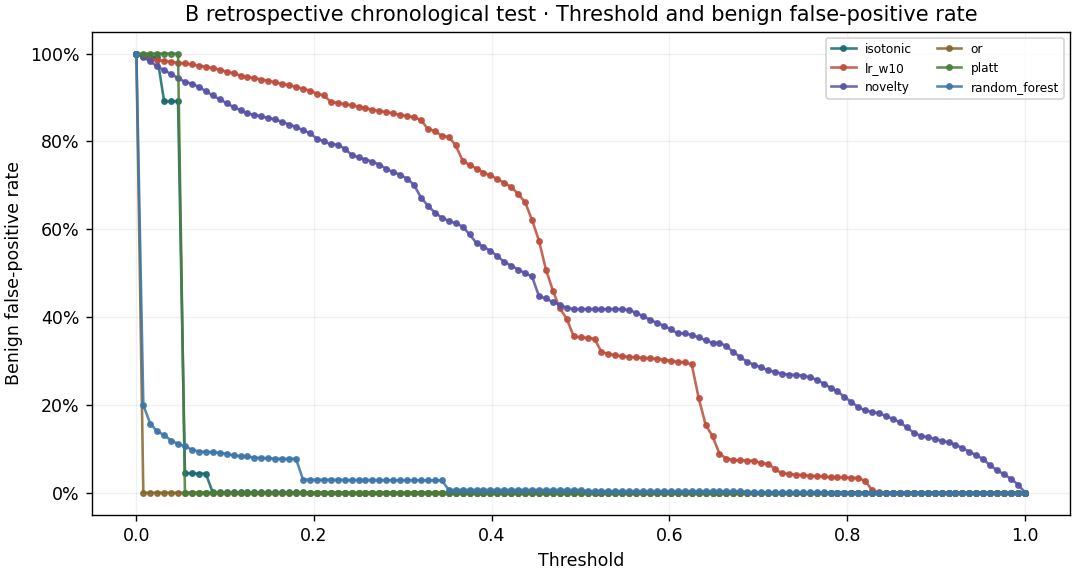 B retrospective chronological test · Threshold and benign false-positive rate
Benign false-positive rate
100%
80%
60%
40%
20%
0%
isotonic
lr_w10
novelty
or
platt
random_forest
0.0
0.2
0.4
0.6
0.8
1.0
Threshold